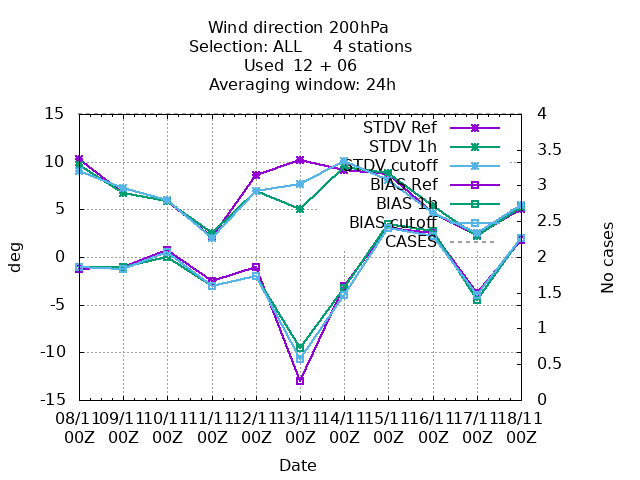 Wind direction 200hPa
Selection: ALL 4 stations
Used 12 + 06
Averaging window: 24h
15
10
5
0
-5
-10
-15
deg
4
3.5
3
2.5
2
1.5
1
0.5
0
No cases
STDV Ref
STDV 1h
STDV cutoff
BIAS Ref
BIAS 1h
BIAS cutoff
CASES
08/11 09/11 10/11 11/11 12/11 13/11 14/11 15/11 16/11 17/11 18/11
00Z 00Z 00Z 00Z 00Z 00Z 00Z 00Z 00Z 00Z 00Z
Date